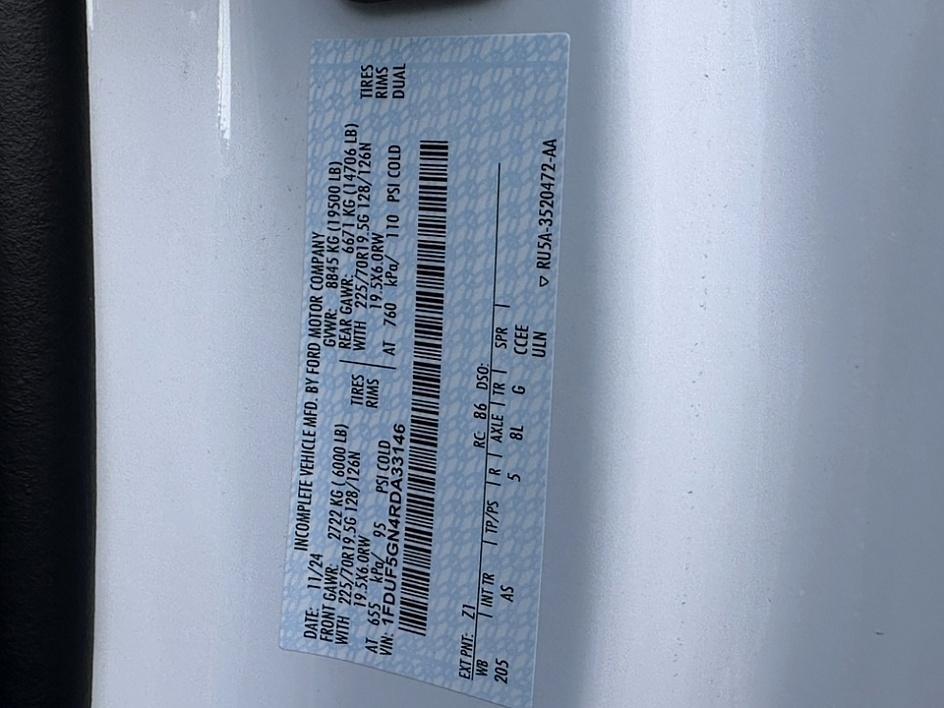 DATE: 11/24 INCOMPLETE VEHICLE MFD. BY FORD MOTOR COMPANY
FRONT GAWR: 2722 KG ( 6000 LB) GVWR: 8845 KG (19500 LB)
REAR GAWR: 6671 KG (14706 LB)
WITH 225/70R19.5G 128/126N TIRES WITH 225/70R19.5G 128/126N TIRES
19.5X6.0RW RIMS 19.5X6.0RW RIMS
AT 655 kPa/ 95 PSI COLD AT 760 kPa/ 110 PSI COLD DUAL
VIN: 1FDUF5GN4RDA33146
EXT PNT: Z1 RC: 86 DSO:
WB INT TR TP/PS R AXLE TR SPR
205 AS 5 8L G CCEE
ULN
▽ RU5A-3520472-AA